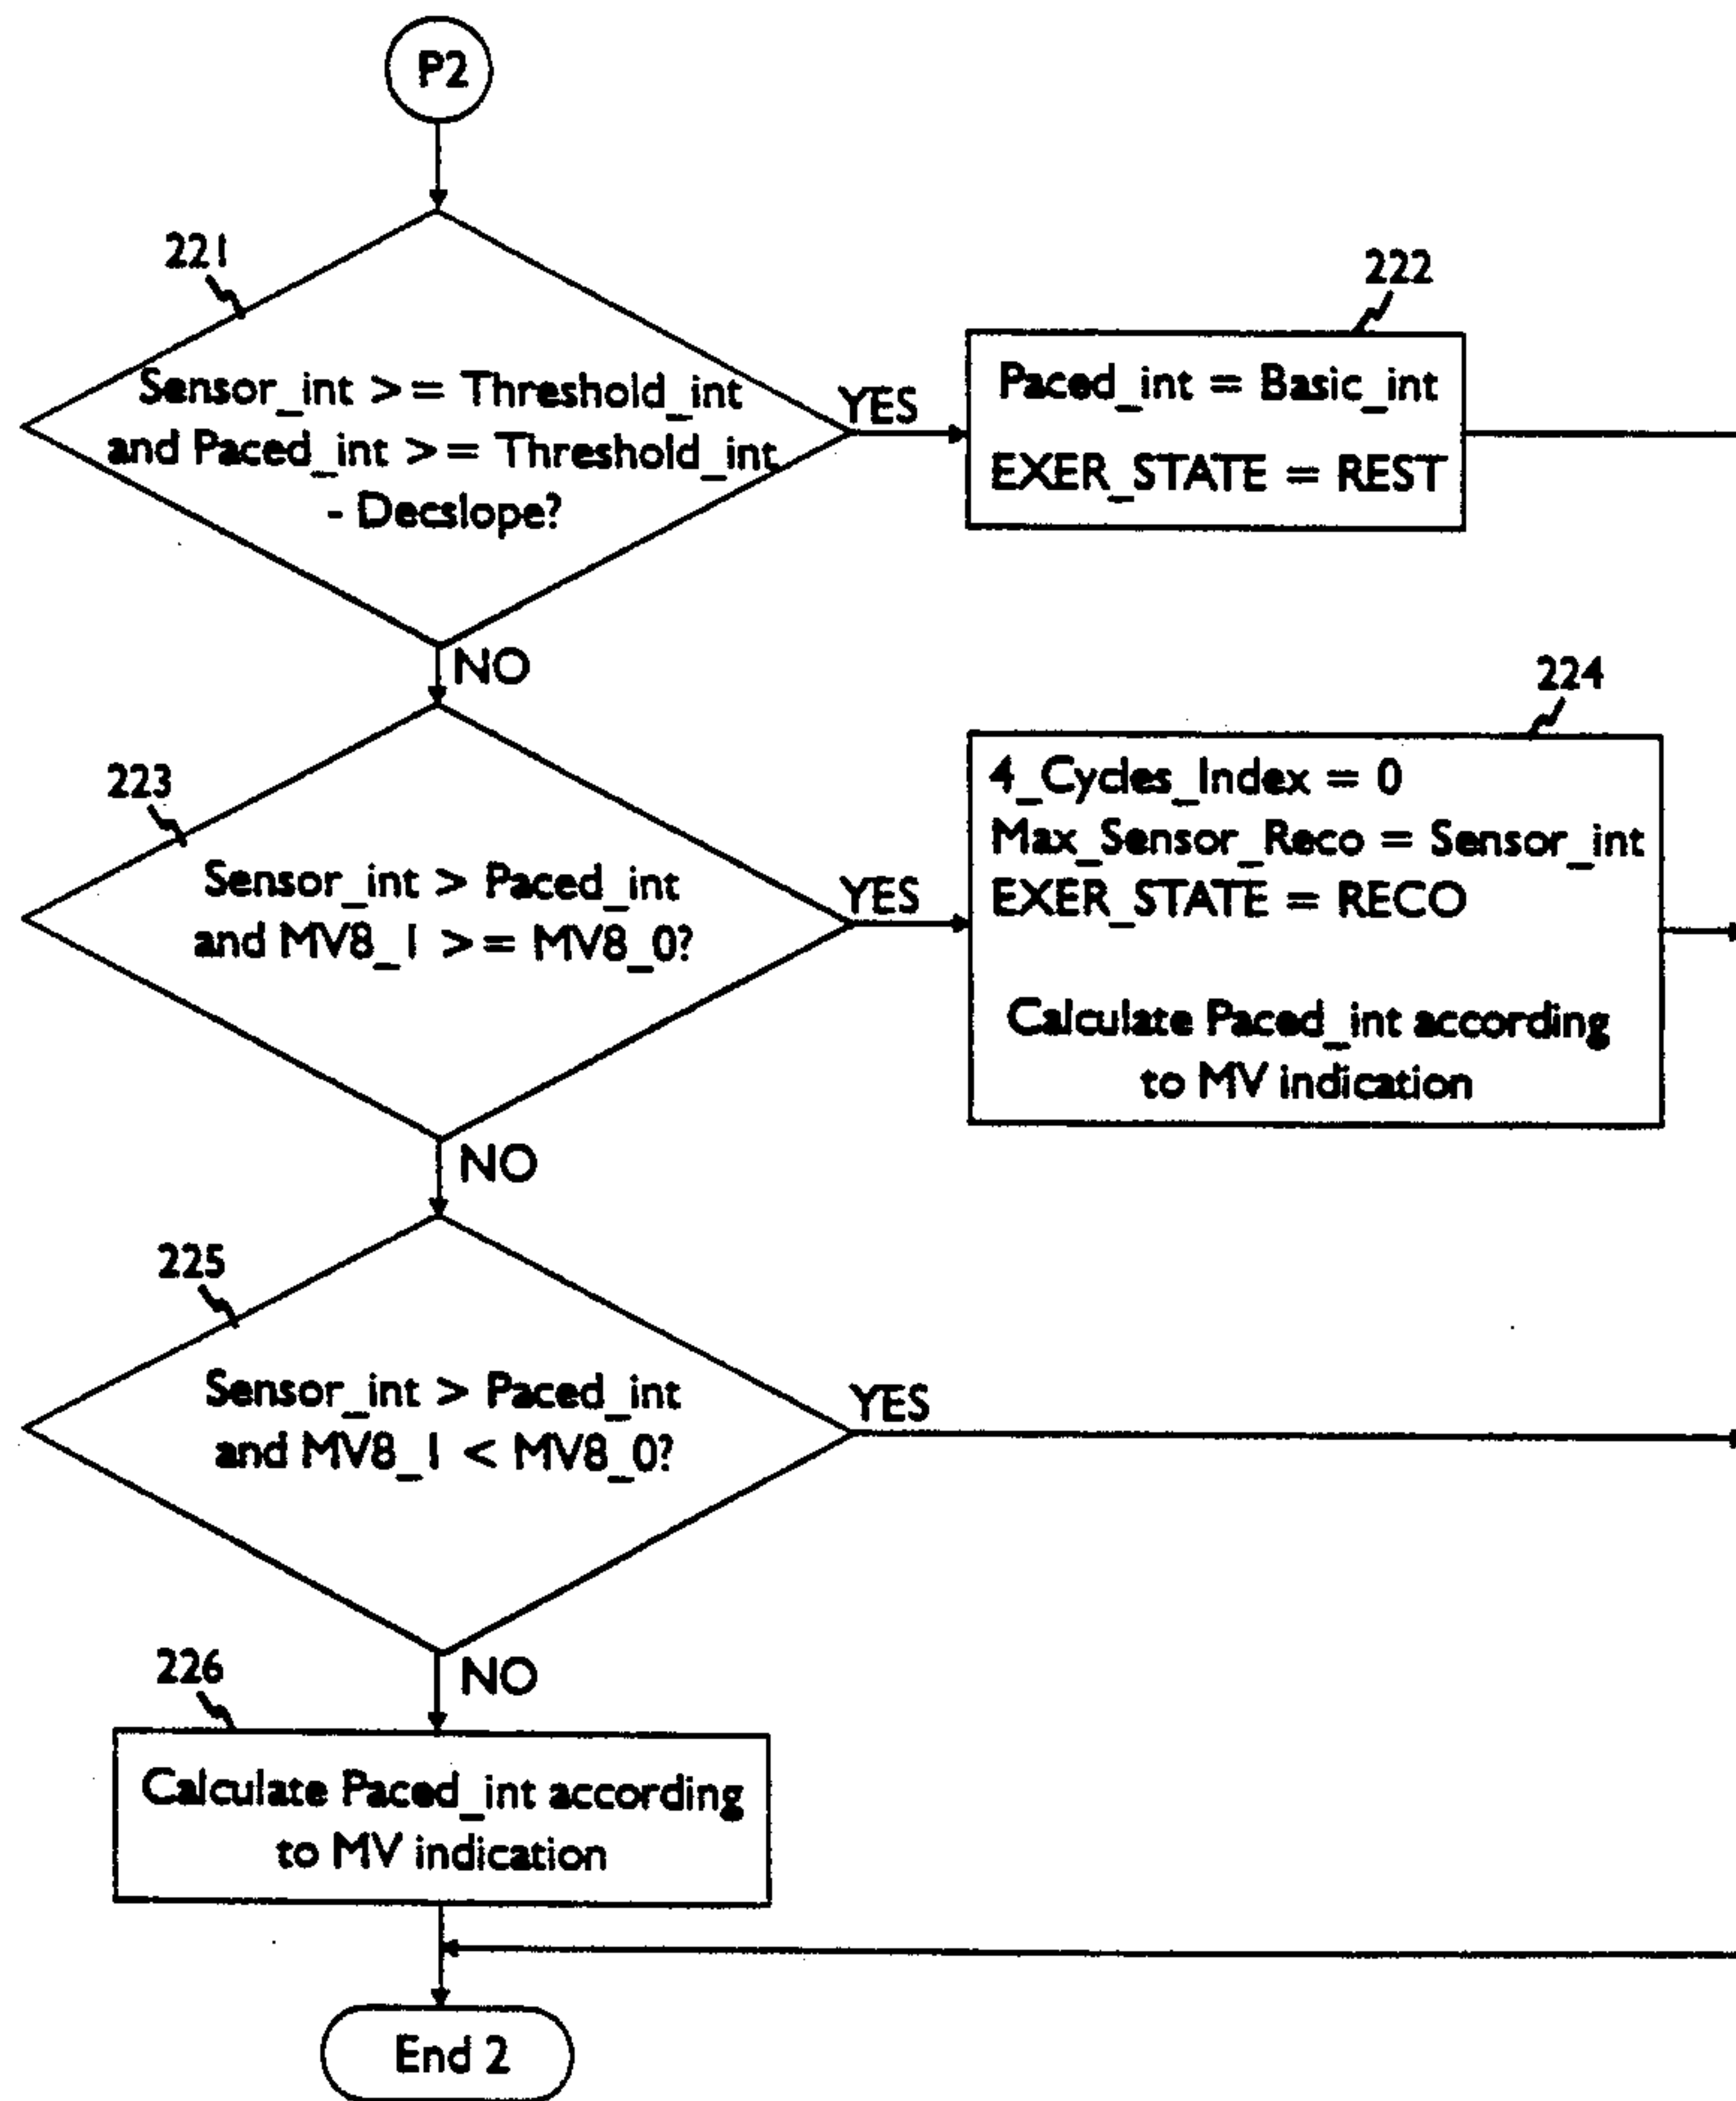 P2
221
Sensor_int >= Threshold_int
and Paced_int >= Threshold_int
- Decslope?
YES
222
Paced_int = Basic_int
EXER_STATE = REST
NO
223
Sensor_int > Paced_int
and MV8_1 >= MV8_0?
YES
224
4_Cycles_Index = 0
Max_Sensor_Reco = Sensor_int
EXER_STATE = RECO
Calculate Paced_int according
to MV indication
NO
225
Sensor_int > Paced_int
and MV8_1 < MV8_0?
YES
NO
226
Calculate Paced_int according
to MV indication
End 2